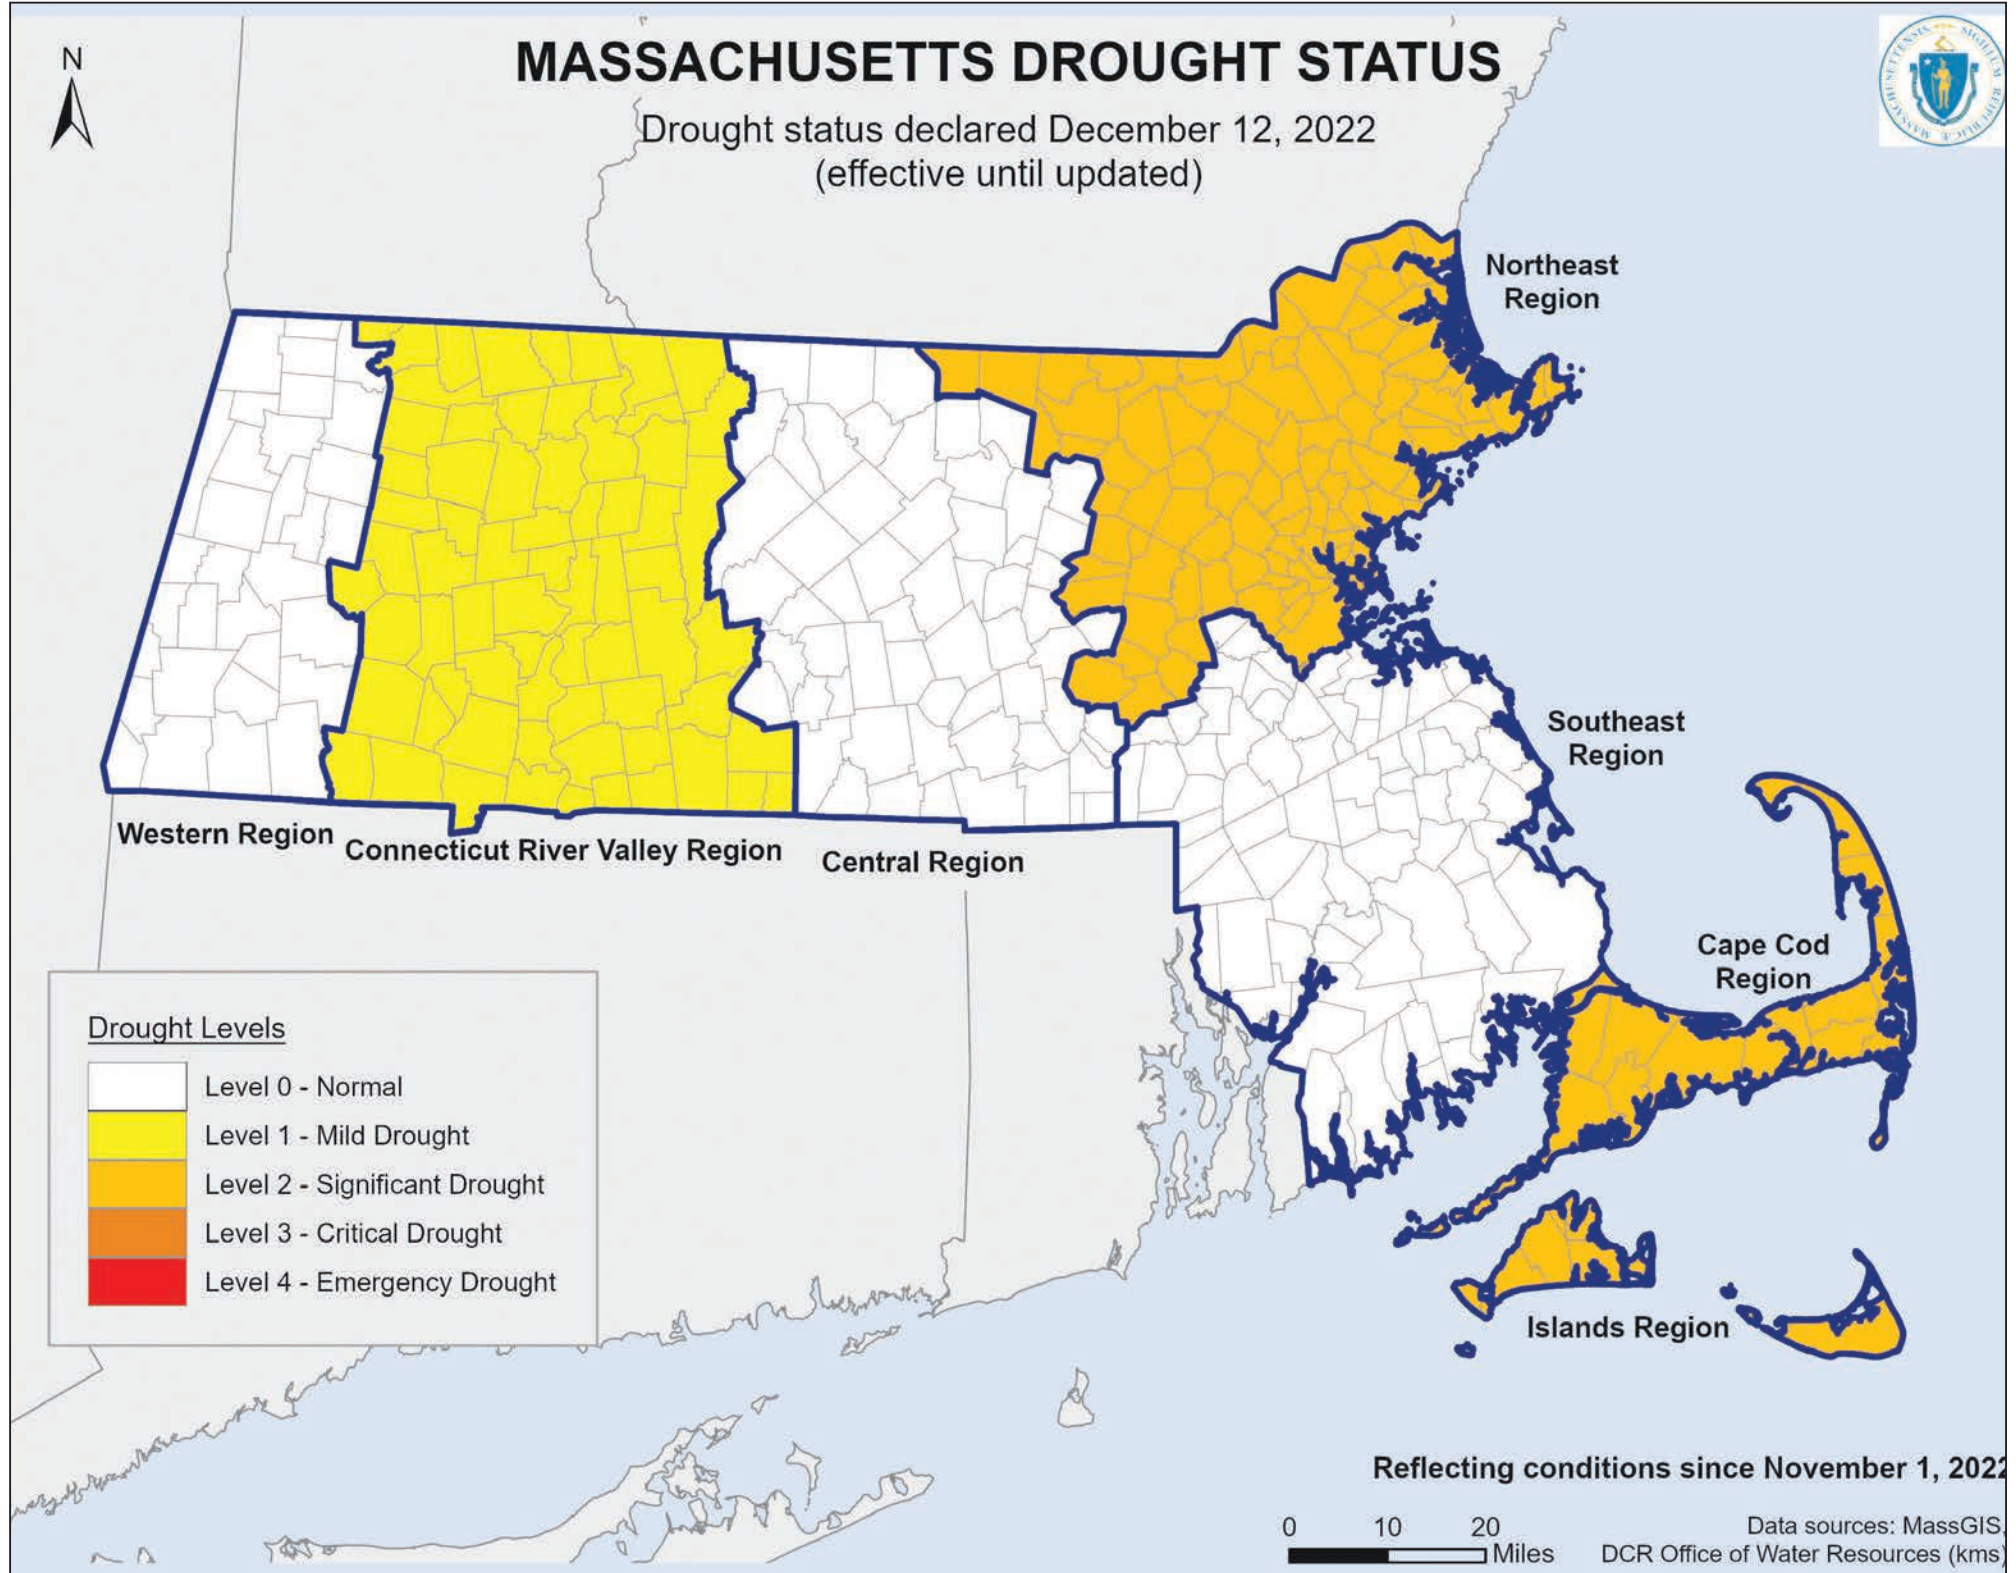 N
MASSACHUSETTS DROUGHT STATUS
Drought status declared December 12, 2022
(effective until updated)
Northeast
Region
Southeast
Region
Western Region
Connecticut River Valley Region
Central Region
Cape Cod
Region
Drought Levels
Level 0 - Normal
Level 1 - Mild Drought
Level 2 - Significant Drought
Level 3 - Critical Drought
Level 4 - Emergency Drought
Islands Region
Reflecting conditions since November 1, 2022
0 10 20
Miles
Data sources: MassGIS,
DCR Office of Water Resources (kms)